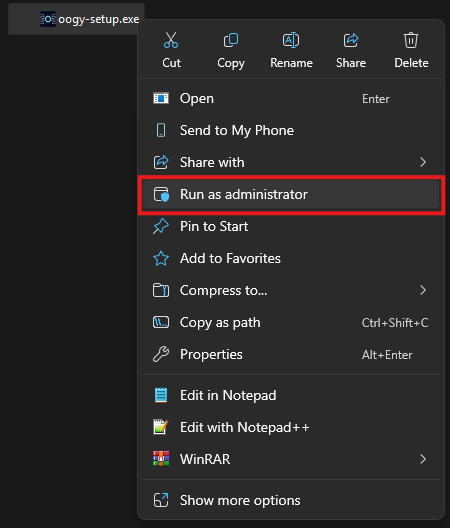 oogy-setup.exe
Cut Copy Rename Share Delete
Open Enter
Send to My Phone
Share with
Run as administrator
Pin to Start
Add to Favorites
Compress to...
Copy as path Ctrl+Shift+C
Properties Alt+Enter
Edit in Notepad
Edit with Notepad++
WinRAR
Show more options